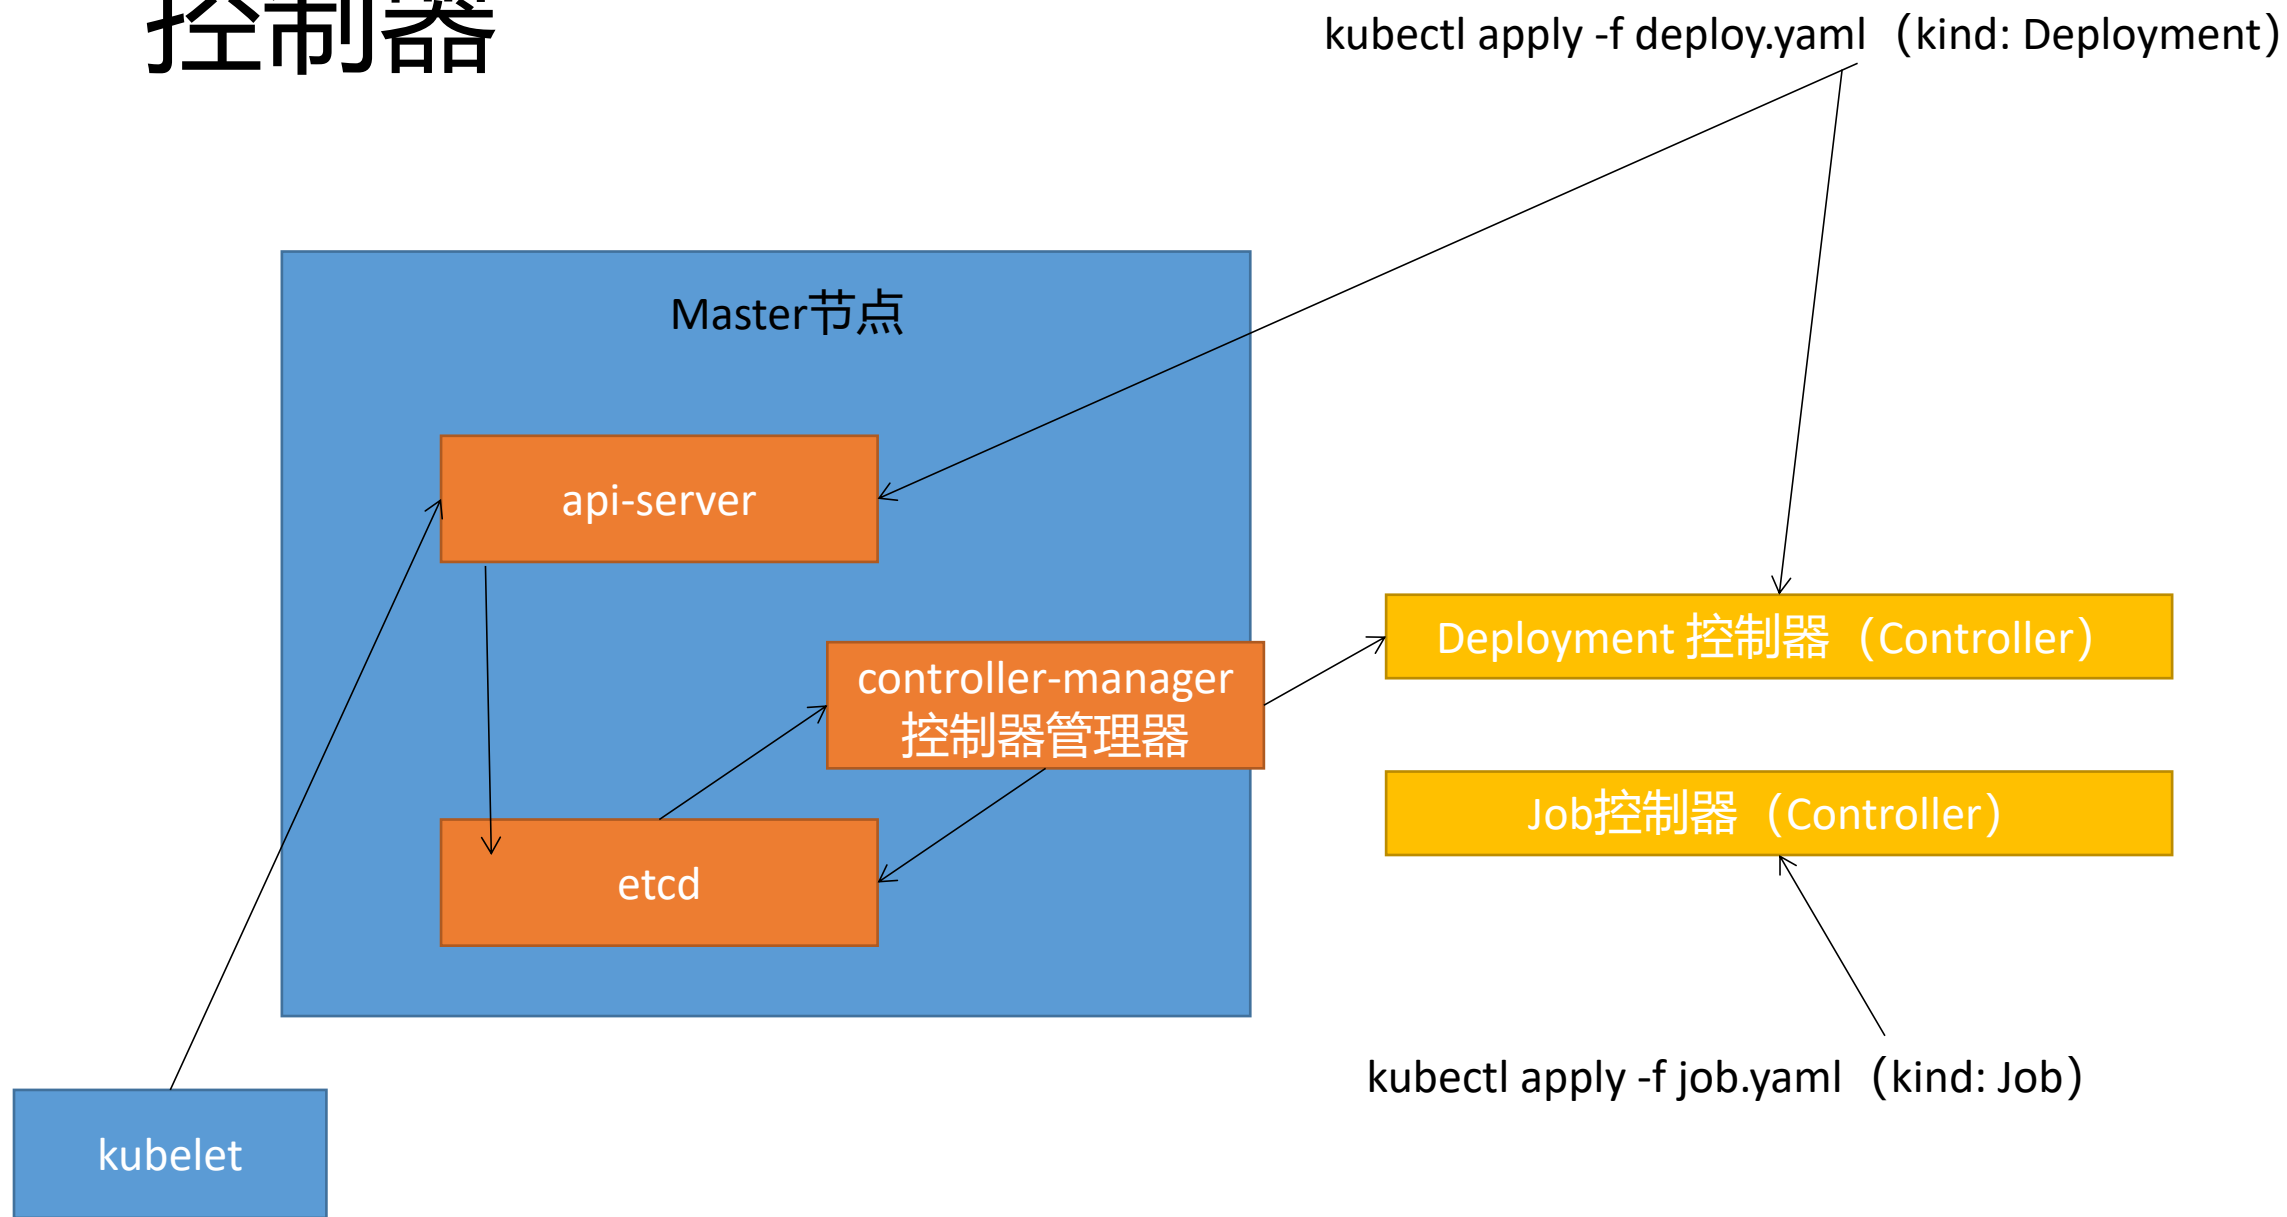 控制器
kubectl apply -f deploy.yaml（kind: Deployment）
Master节点
api-server
controller-manager
控制器管理器
etcd
Deployment 控制器（Controller）
Job控制器（Controller）
kubectl apply -f job.yaml（kind: Job）
kubelet